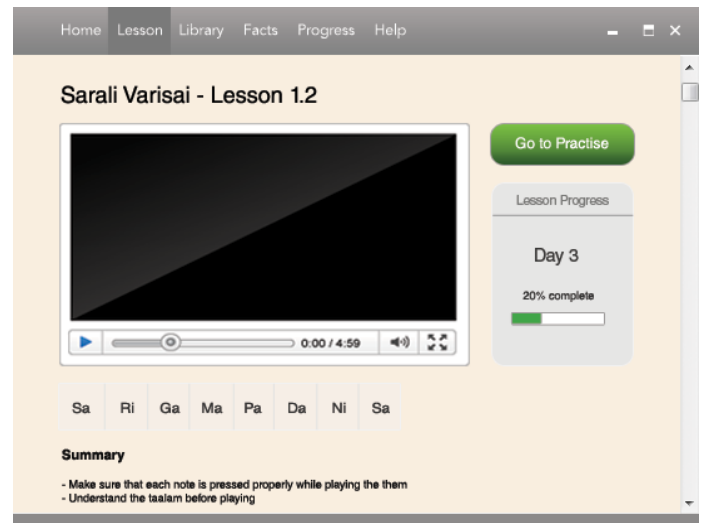 Home Lesson Library Facts Progress Help
Sarali Varisai - Lesson 1.2
Go to Practise
Lesson Progress
Day 3
20% complete
0:00 / 4:59
Sa Ri Ga Ma Pa Da Ni Sa
Summary
- Make sure that each note is pressed properly while playing the them
- Understand the taalam before playing